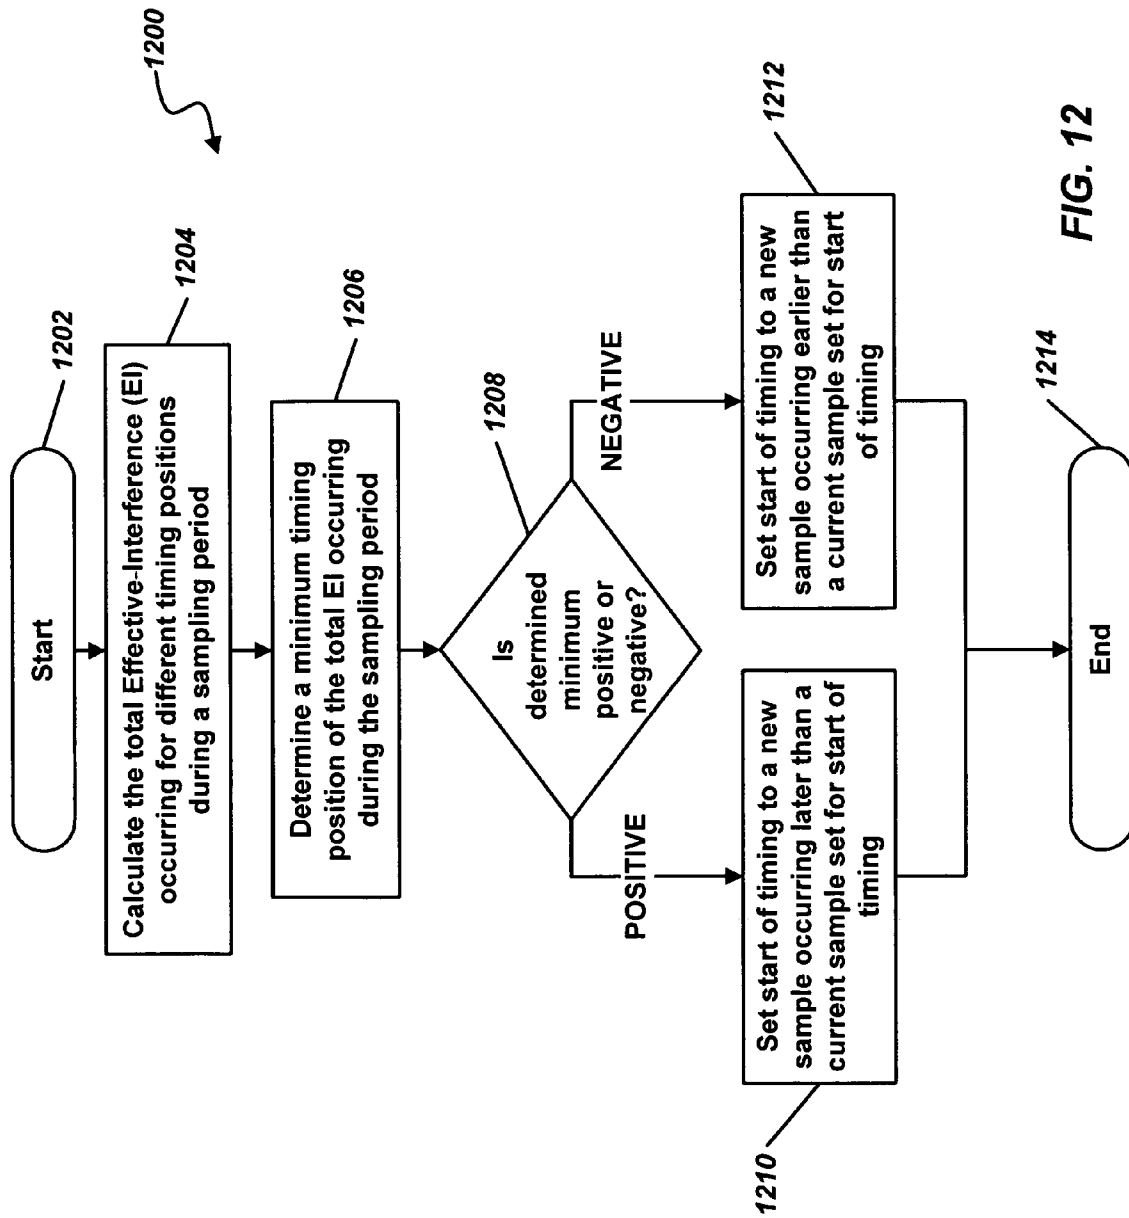 1200
Start
1202
Calculate the total Effective-Interference (EI)
occurring for different timing positions
during a sampling period
1204
Determine a minimum timing
position of the total EI occurring
during the sampling period
1206
Is
determined
minimum
positive or
negative?
1208
POSITIVE
NEGATIVE
Set start of timing to a new
sample occurring later than a
current sample set for start of
timing
1210
Set start of timing to a new
sample occurring earlier than
a current sample set for start
of timing
1212
End
1214
FIG. 12